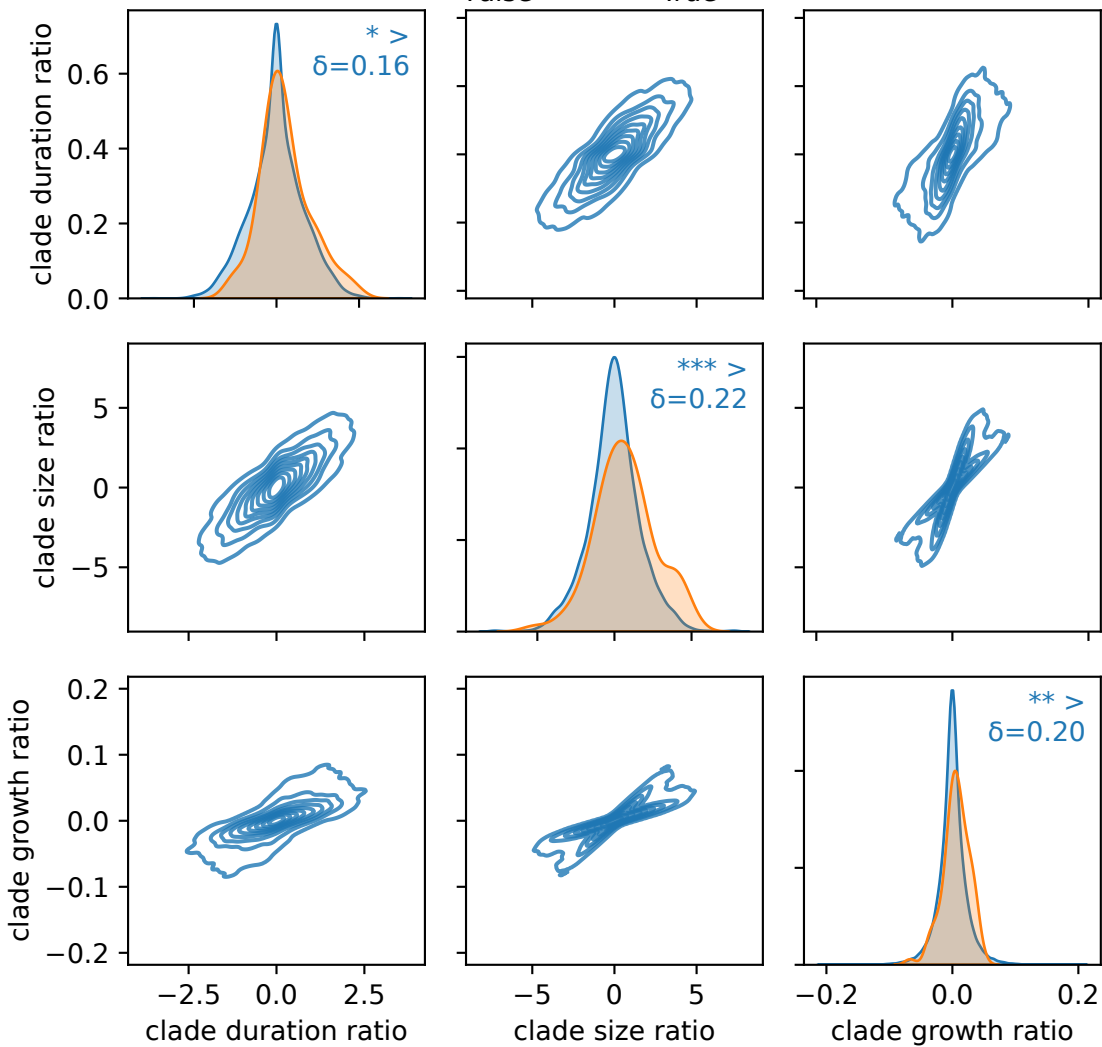 clade duration ratio
0.6
0.4
0.2
0.0
* >
δ=0.16
clade size ratio
5
0
−5
*** >
δ=0.22
clade growth ratio
0.2
0.1
0.0
−0.1
−0.2
** >
δ=0.20
−2.5 0.0 2.5
−5 0 5
−0.2 0.0 0.2
clade duration ratio
clade size ratio
clade growth ratio